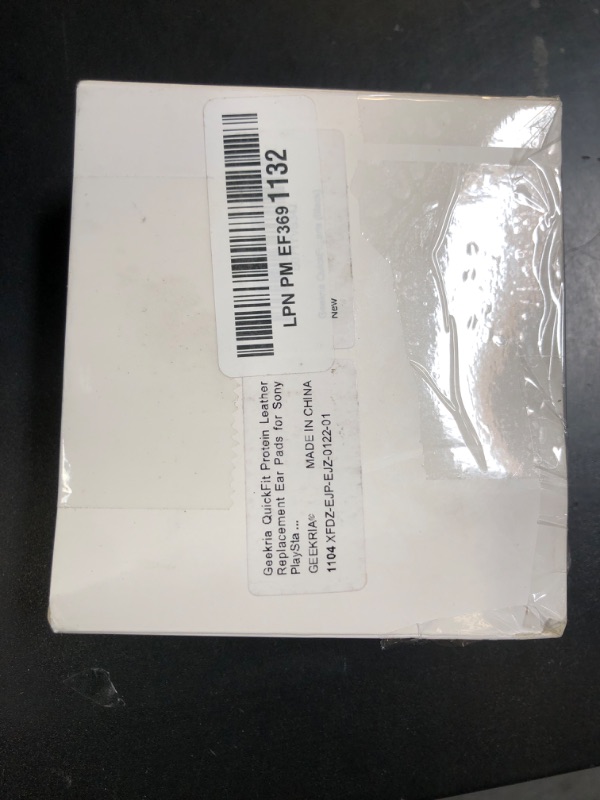 LPN PM EF369 1132
New
Geekria QuickFit Protein Leather
Replacement Ear Pads for Sony
PlaySta ...
GEEKRIA® MADE IN CHINA
1104 XFDZ-EJP-EJZ-0122-01